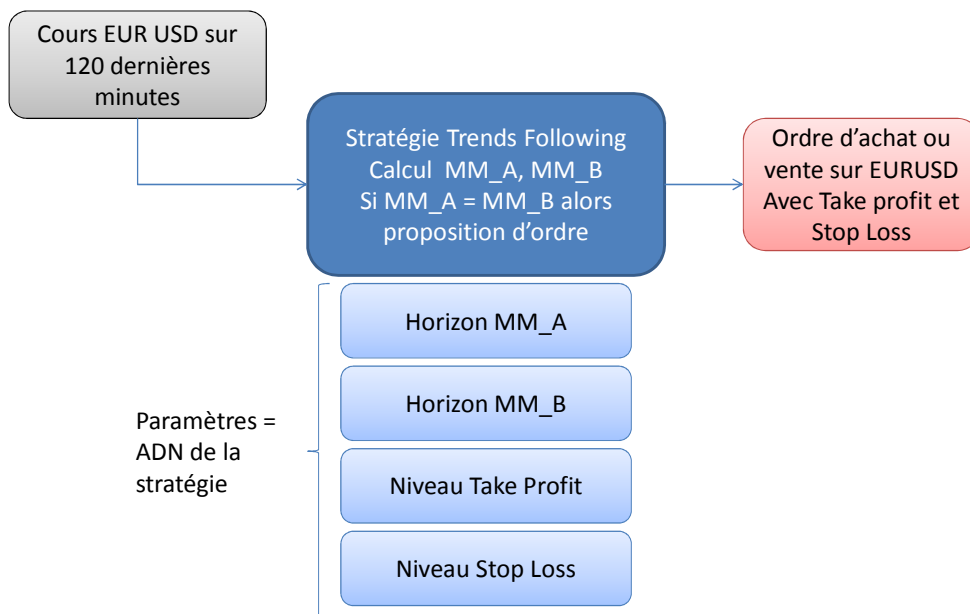 Cours EUR USD sur
120 dernières
minutes
Stratégie Trends Following
Calcul MM_A, MM_B
Si MM_A = MM_B alors
proposition d'ordre
Ordre d'achat ou
vente sur EURUSD
Avec Take profit et
Stop Loss
Paramètres =
ADN de la
stratégie
Horizon MM_A
Horizon MM_B
Niveau Take Profit
Niveau Stop Loss